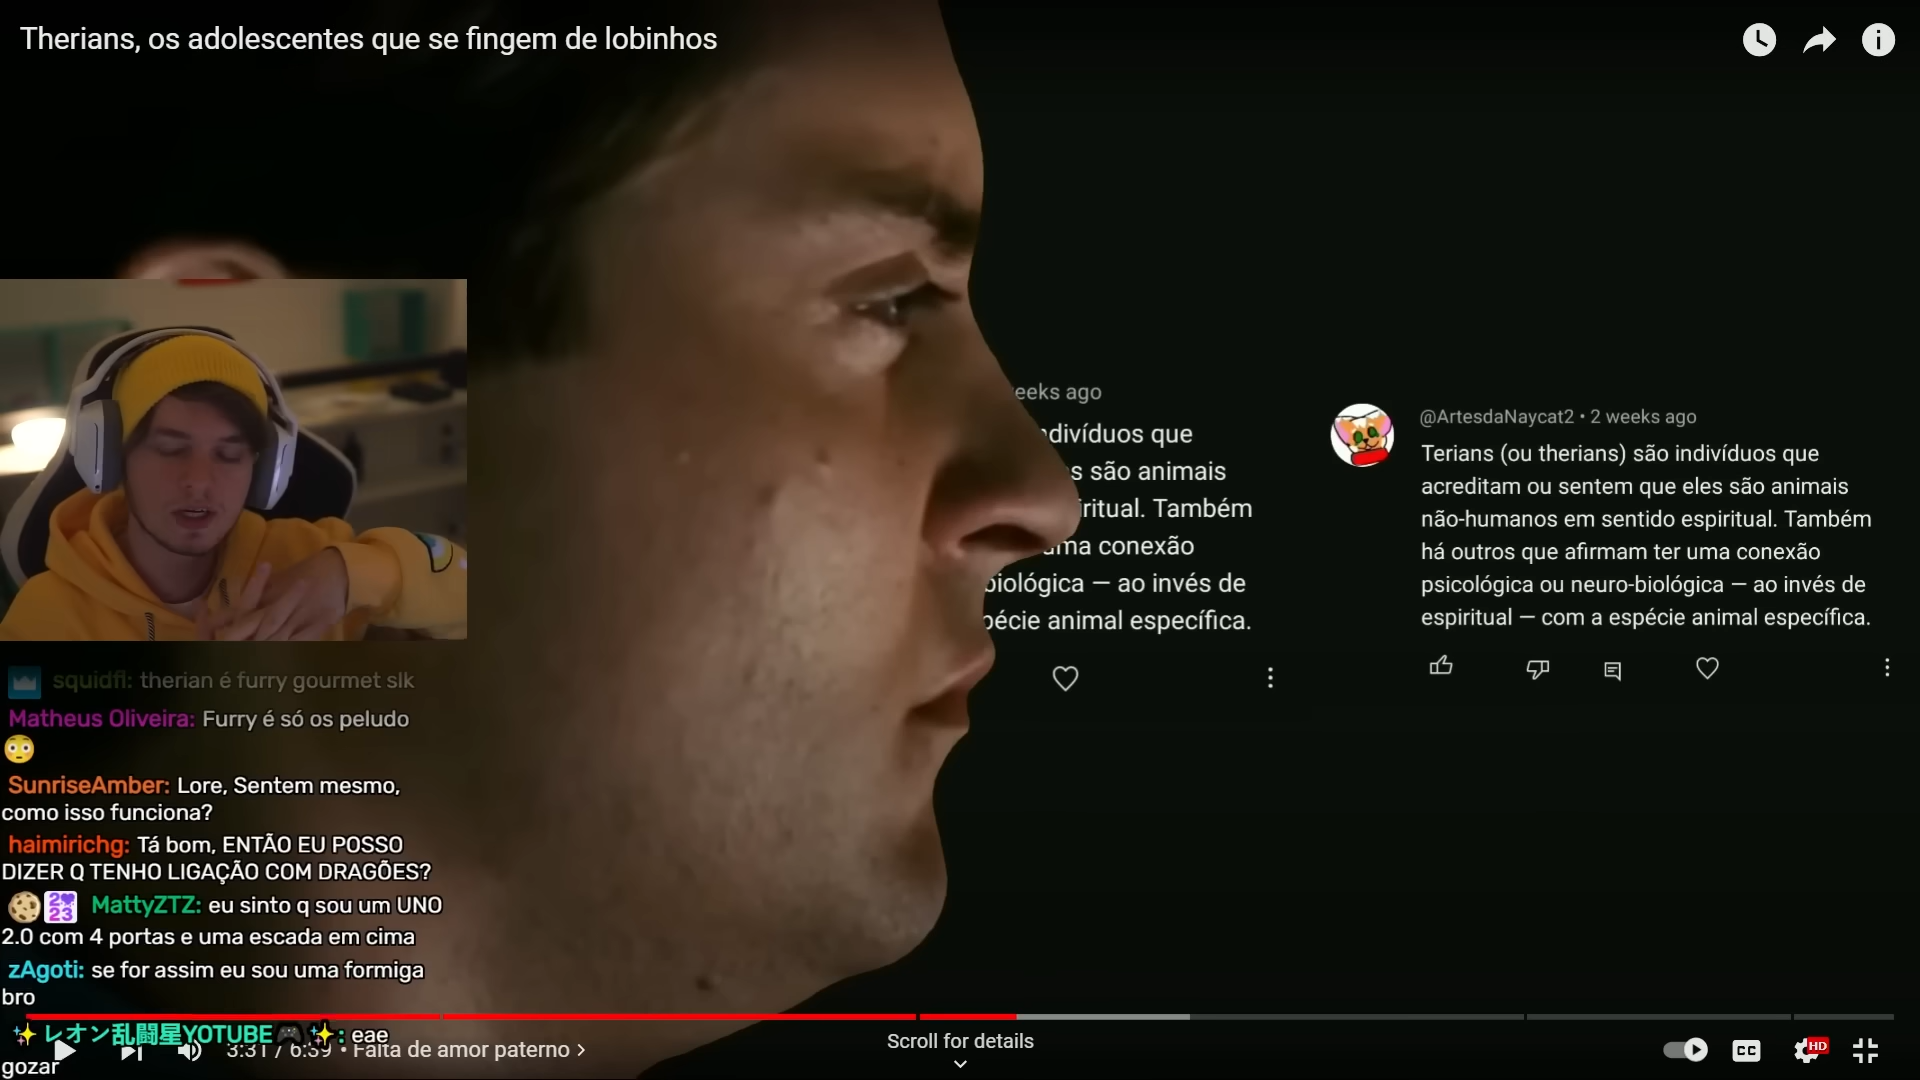 Therians, os adolescentes que se fingem de lobinhos
eeks ago
divíduos que
s são animais
iritual. Também
uma conexão
biológica — ao invés de
pécie animal específica.
@ArtesdaNaycat2 • 2 weeks ago
Terians (ou therians) são indivíduos que
acreditam ou sentem que eles são animais
não-humanos em sentido espiritual. Também
há outros que afirmam ter uma conexão
psicológica ou neuro-biológica — ao invés de
espiritual — com a espécie animal específica.
squidfl: therian é furry gourmet slk
Matheus Oliveira: Furry é só os peludo
😳
SunriseAmber: Lore, Sentem mesmo,
como isso funciona?
haimirichg: Tá bom, ENTÃO EU POSSO
DIZER Q TENHO LIGAÇÃO COM DRAGÕES?
2023 MattyZTZ: eu sinto q sou um UNO
2.0 com 4 portas e uma escada em cima
zAgoti: se for assim eu sou uma formiga
bro
✨レオン乱闘星YOTUBE🎮✨: eae
gozar
3:31 / 6:39 • Falta de amor paterno ›
Scroll for details
CC
HD